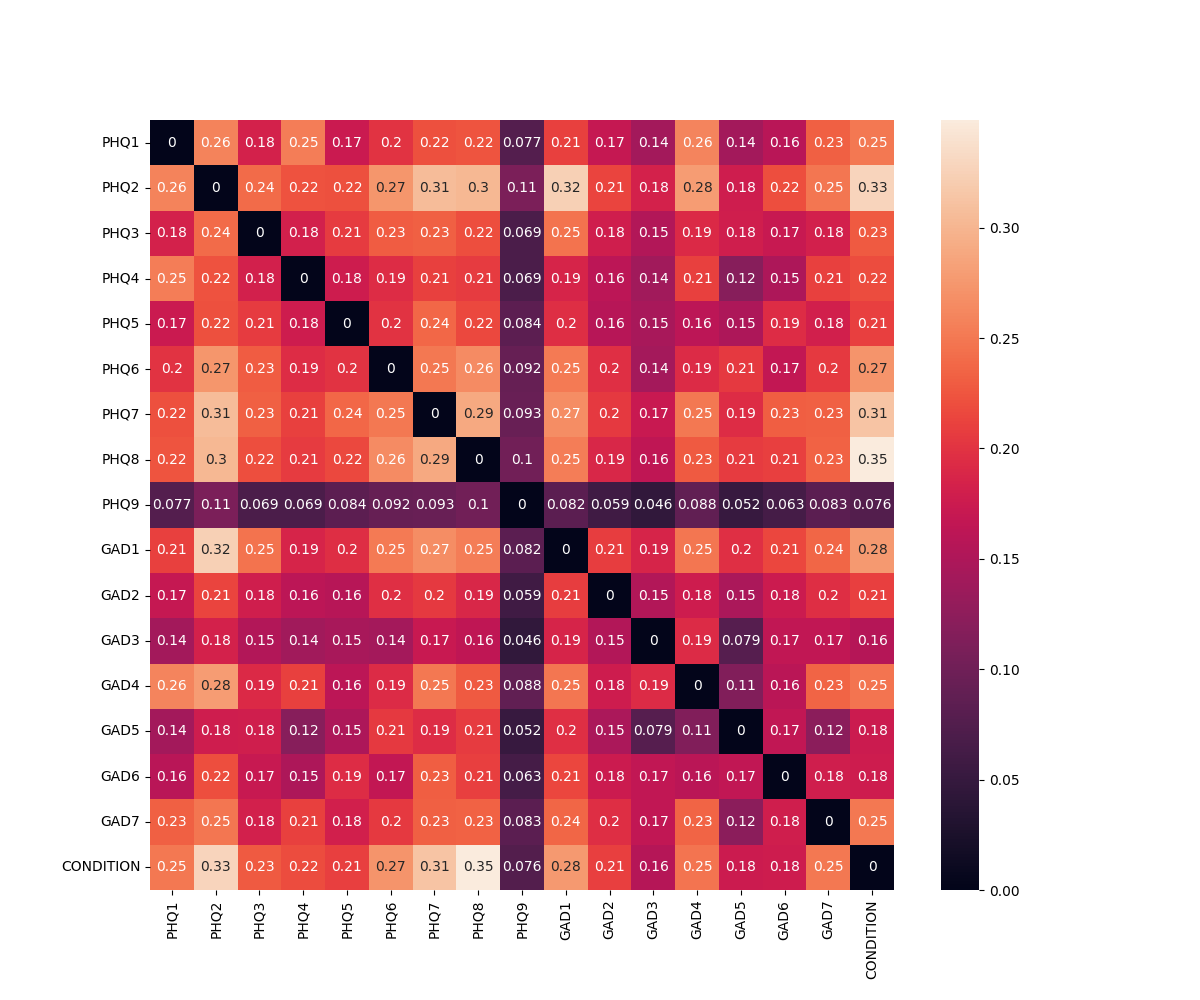 PHQ1 0 0.26 0.18 0.25 0.17 0.2 0.22 0.22 0.077 0.21 0.17 0.14 0.26 0.14 0.16 0.23 0.25
PHQ2 0.26 0 0.24 0.22 0.22 0.27 0.31 0.3 0.11 0.32 0.21 0.18 0.28 0.18 0.22 0.25 0.33
PHQ3 0.18 0.24 0 0.18 0.21 0.23 0.23 0.22 0.069 0.25 0.18 0.15 0.19 0.18 0.17 0.18 0.23
0.30
PHQ4 0.25 0.22 0.18 0 0.18 0.19 0.21 0.21 0.069 0.19 0.16 0.14 0.21 0.12 0.15 0.21 0.22
PHQ5 0.17 0.22 0.21 0.18 0 0.2 0.24 0.22 0.084 0.2 0.16 0.15 0.16 0.15 0.19 0.18 0.21
0.25
PHQ6 0.2 0.27 0.23 0.19 0.2 0 0.25 0.26 0.092 0.25 0.2 0.14 0.19 0.21 0.17 0.2 0.27
PHQ7 0.22 0.31 0.23 0.21 0.24 0.25 0 0.29 0.093 0.27 0.2 0.17 0.25 0.19 0.23 0.23 0.31
0.20
PHQ8 0.22 0.3 0.22 0.21 0.22 0.26 0.29 0 0.1 0.25 0.19 0.16 0.23 0.21 0.21 0.23 0.35
PHQ9 0.077 0.11 0.069 0.069 0.084 0.092 0.093 0.1 0 0.082 0.059 0.046 0.088 0.052 0.063 0.083 0.076
GAD1 0.21 0.32 0.25 0.19 0.2 0.25 0.27 0.25 0.082 0 0.21 0.19 0.25 0.2 0.21 0.24 0.28
0.15
GAD2 0.17 0.21 0.18 0.16 0.16 0.2 0.2 0.19 0.059 0.21 0 0.15 0.18 0.15 0.18 0.2 0.21
GAD3 0.14 0.18 0.15 0.14 0.15 0.14 0.17 0.16 0.046 0.19 0.15 0 0.19 0.079 0.17 0.17 0.16
0.10
GAD4 0.26 0.28 0.19 0.21 0.16 0.19 0.25 0.23 0.088 0.25 0.18 0.19 0 0.11 0.16 0.23 0.25
GAD5 0.14 0.18 0.18 0.12 0.15 0.21 0.19 0.21 0.052 0.2 0.15 0.079 0.11 0 0.17 0.12 0.18
GAD6 0.16 0.22 0.17 0.15 0.19 0.17 0.23 0.21 0.063 0.21 0.18 0.17 0.16 0.17 0 0.18 0.18
0.05
GAD7 0.23 0.25 0.18 0.21 0.18 0.2 0.23 0.23 0.083 0.24 0.2 0.17 0.23 0.12 0.18 0 0.25
CONDITION 0.25 0.33 0.23 0.22 0.21 0.27 0.31 0.35 0.076 0.28 0.21 0.16 0.25 0.18 0.18 0.25 0
0.00
PHQ1 PHQ2 PHQ3 PHQ4 PHQ5 PHQ6 PHQ7 PHQ8 PHQ9 GAD1 GAD2 GAD3 GAD4 GAD5 GAD6 GAD7 CONDITION